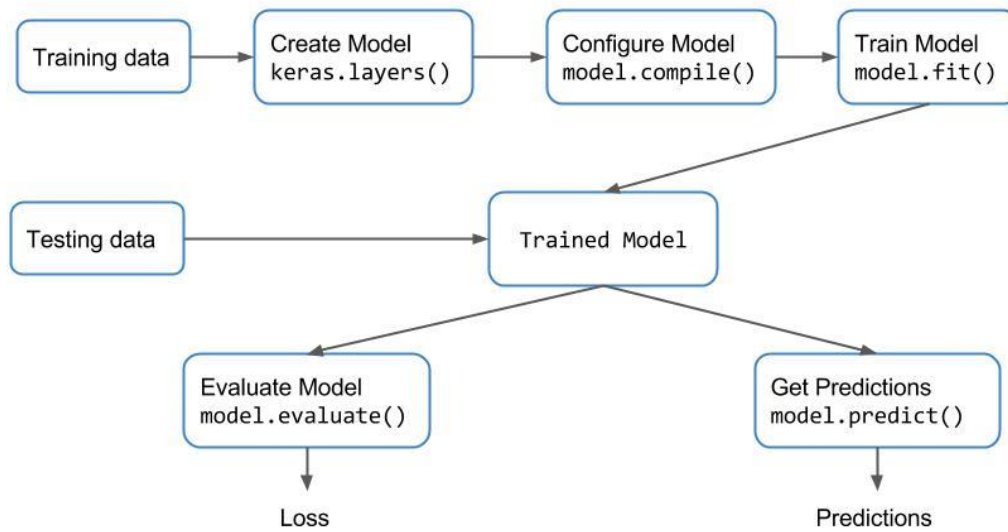 Training data
Create Model
keras.layers()
Configure Model
model.compile()
Train Model
model.fit()
Testing data
Trained Model
Evaluate Model
model.evaluate()
Get Predictions
model.predict()
Loss
Predictions